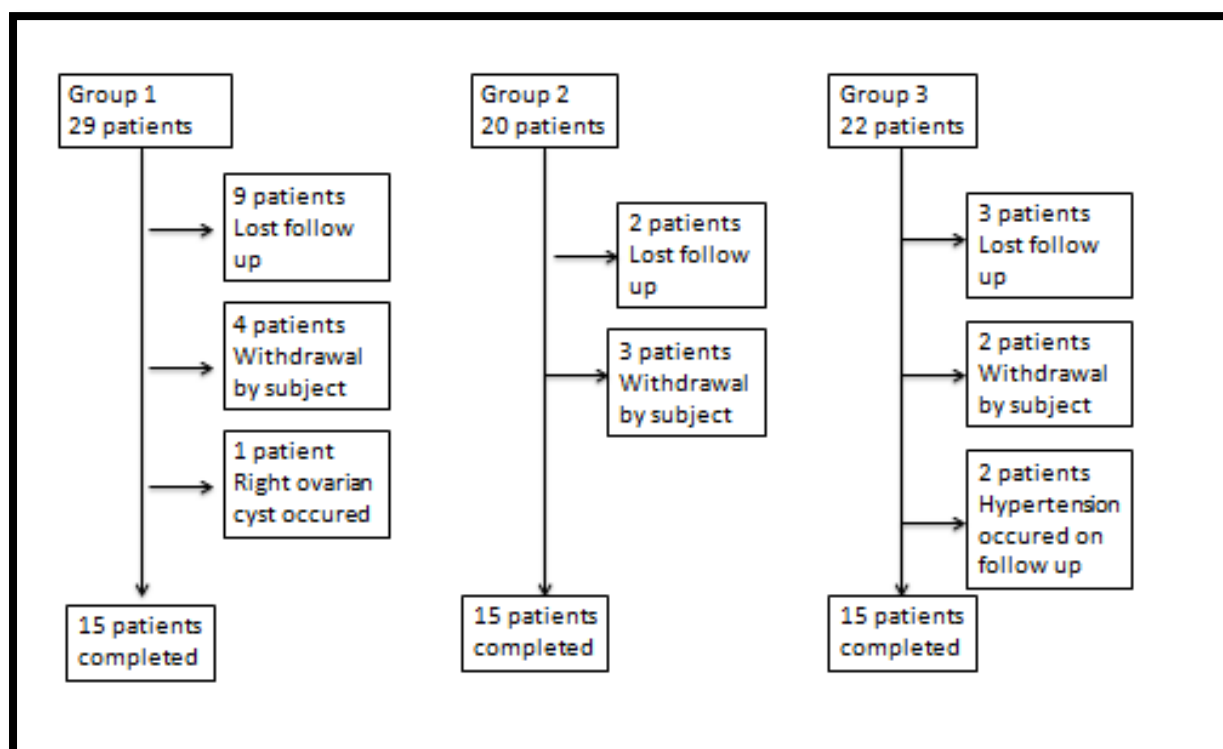 Group 1
29 patients
9 patients
Lost follow
up
4 patients
Withdrawal
by subject
1 patient
Right ovarian
cyst occured
15 patients
completed
Group 2
20 patients
2 patients
Lost follow
up
3 patients
Withdrawal
by subject
15 patients
completed
Group 3
22 patients
3 patients
Lost follow
up
2 patients
Withdrawal
by subject
2 patients
Hypertension
occured on
follow up
15 patients
completed